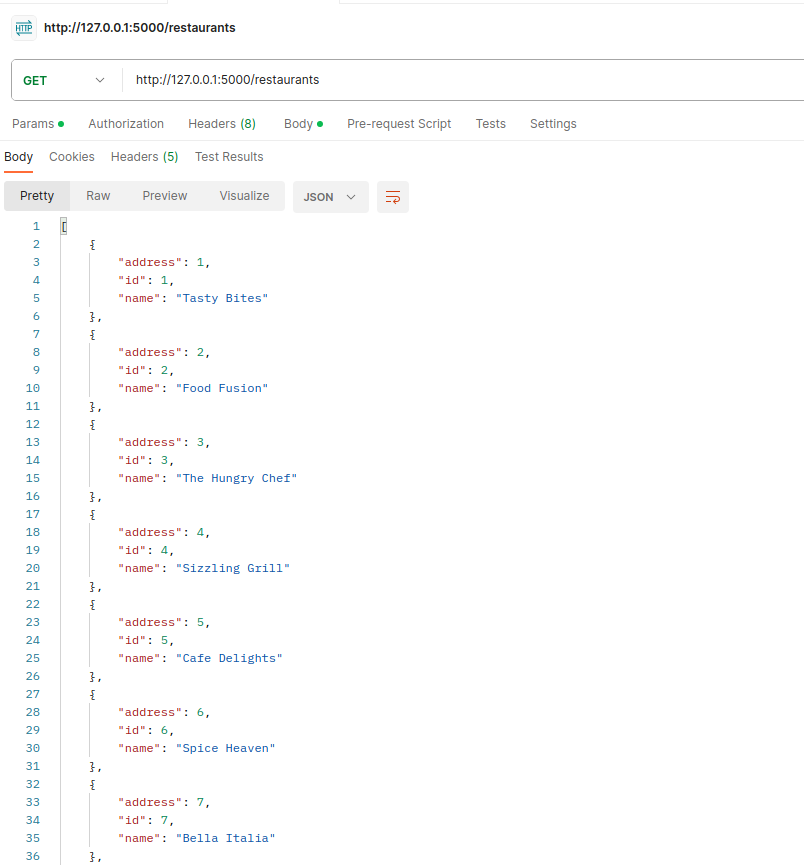 HTTP http://127.0.0.1:5000/restaurants
GET http://127.0.0.1:5000/restaurants
Params Authorization Headers (8) Body Pre-request Script Tests Settings
Body Cookies Headers (5) Test Results
Pretty Raw Preview Visualize JSON
1 [
2 {
3 "address": 1,
4 "id": 1,
5 "name": "Tasty Bites"
6 },
7 {
8 "address": 2,
9 "id": 2,
10 "name": "Food Fusion"
11 },
12 {
13 "address": 3,
14 "id": 3,
15 "name": "The Hungry Chef"
16 },
17 {
18 "address": 4,
19 "id": 4,
20 "name": "Sizzling Grill"
21 },
22 {
23 "address": 5,
24 "id": 5,
25 "name": "Cafe Delights"
26 },
27 {
28 "address": 6,
29 "id": 6,
30 "name": "Spice Heaven"
31 },
32 {
33 "address": 7,
34 "id": 7,
35 "name": "Bella Italia"
36 },